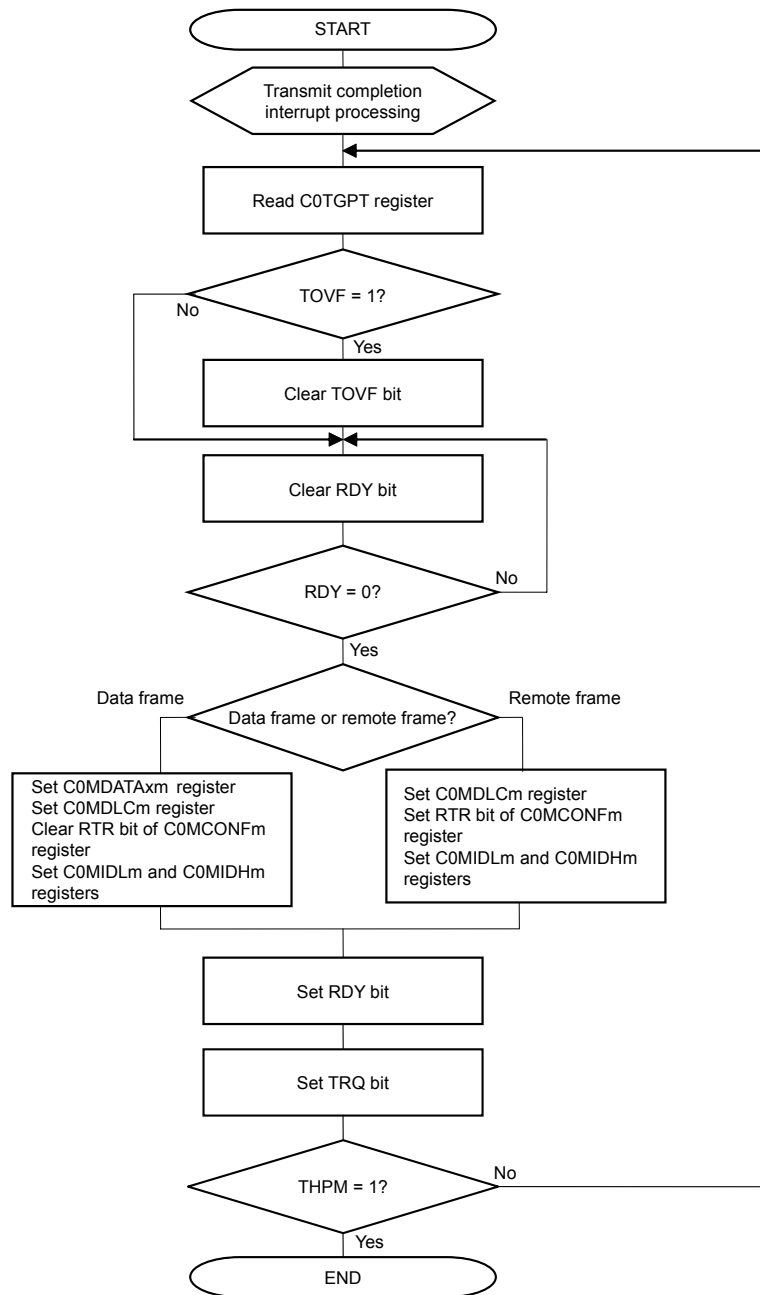 START
Transmit completion
interrupt processing
Read C0TGPT register
TOVF = 1?
No
Yes
Clear TOVF bit
Clear RDY bit
RDY = 0?
No
Yes
Data frame
Remote frame
Data frame or remote frame?
Set C0MDATAxm register
Set C0MDLCm register
Clear RTR bit of C0MCONFm
register
Set C0MIDLm and C0MIDHm
registers
Set C0MDLCm register
Set RTR bit of C0MCONFm
register
Set C0MIDLm and C0MIDHm
registers
Set RDY bit
Set TRQ bit
THPM = 1?
No
Yes
END